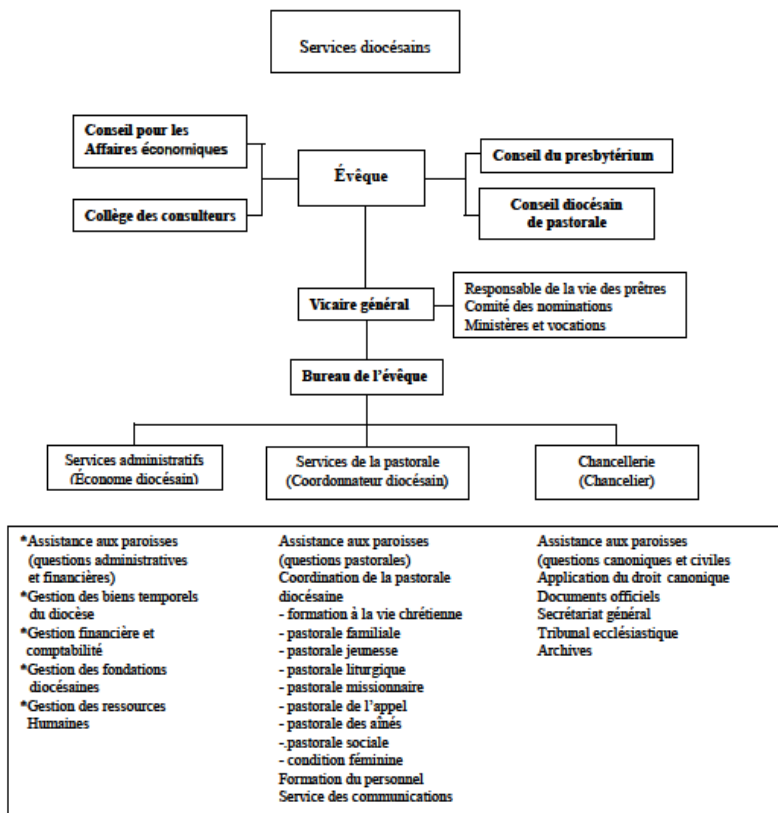 Services diocésains
Conseil pour les
Affaires économiques
Conseil du presbytérium
Évêque
Collège des consulteurs
Conseil diocésain
de pastorale
Vicaire général
Responsable de la vie des prêtres
Comité des nominations
Ministères et vocations
Bureau de l'évêque
Services administratifs
(Économe diocésain)
Services de la pastorale
(Coordonnateur diocésain)
Chancellerie
(Chancelier)
*Assistance aux paroisses
(questions administratives
et financières)
*Gestion des biens temporels
du diocèse
*Gestion financière et
comptabilité
*Gestion des fondations
diocésaines
*Gestion des ressources
Humaines
Assistance aux paroisses
(questions pastorales)
Coordination de la pastorale
diocésaine
- formation à la vie chrétienne
- pastorale familiale
- pastorale jeunesse
- pastorale liturgique
- pastorale missionnaire
- pastorale de l'appel
- pastorale des aînés
-.pastorale sociale
- condition féminine
Formation du personnel
Service des communications
Assistance aux paroisses
(questions canoniques et civiles
Application du droit canonique
Documents officiels
Secrétariat général
Tribunal ecclésiastique
Archives